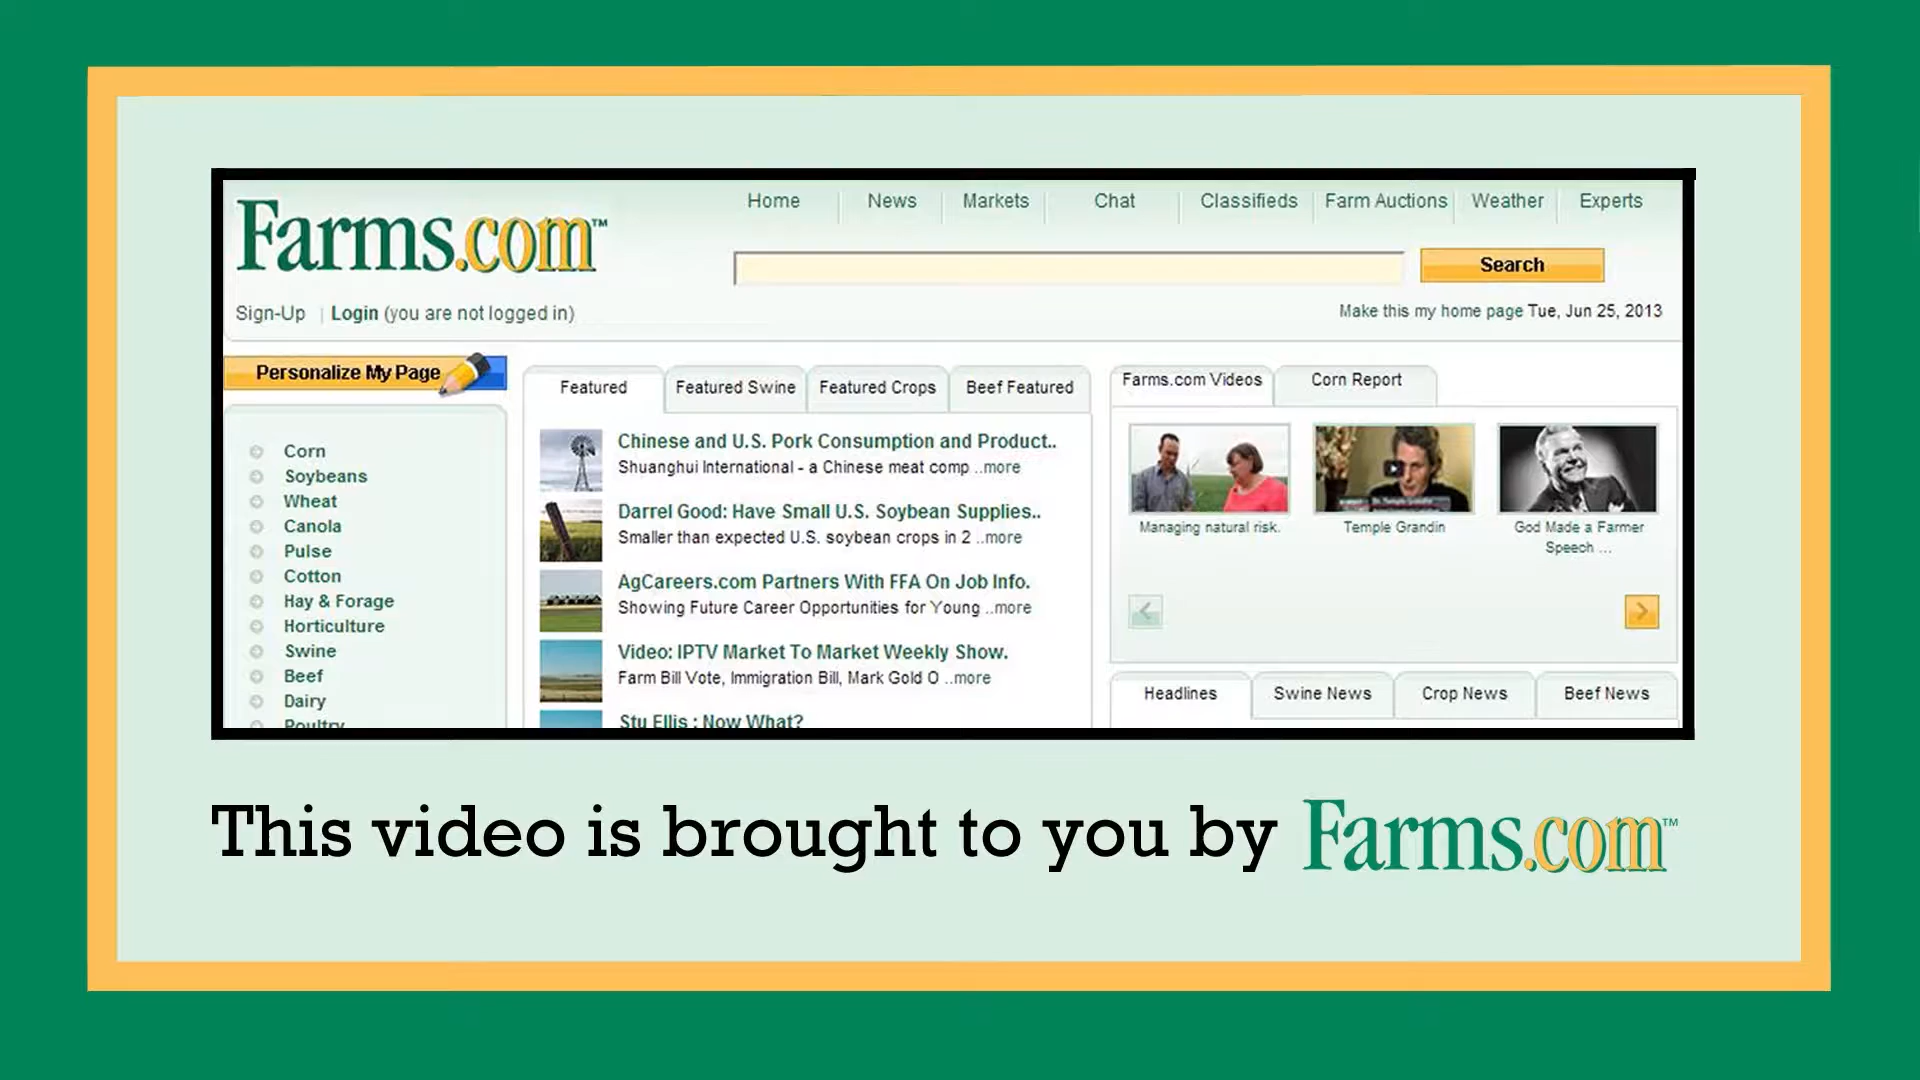 Farms.com™
Home News Markets Chat Classifieds Farm Auctions Weather Experts
Search
Sign-Up | Login (you are not logged in)
Make this my home page Tue, Jun 25, 2013
Personalize My Page
Corn
Soybeans
Wheat
Canola
Pulse
Cotton
Hay & Forage
Horticulture
Swine
Beef
Dairy
Poultry
Featured Featured Swine Featured Crops Beef Featured
Chinese and U.S. Pork Consumption and Product..
Shuanghui International - a Chinese meat comp ..more
Darrel Good: Have Small U.S. Soybean Supplies..
Smaller than expected U.S. soybean crops in 2 ..more
AgCareers.com Partners With FFA On Job Info.
Showing Future Career Opportunities for Young ..more
Video: IPTV Market To Market Weekly Show.
Farm Bill Vote, Immigration Bill, Mark Gold O ..more
Stu Ellis : Now What?
Farms.com Videos Corn Report
Managing natural risk.
Temple Grandin
God Made a Farmer
Speech ...
Headlines Swine News Crop News Beef News
This video is brought to you by Farms.com™